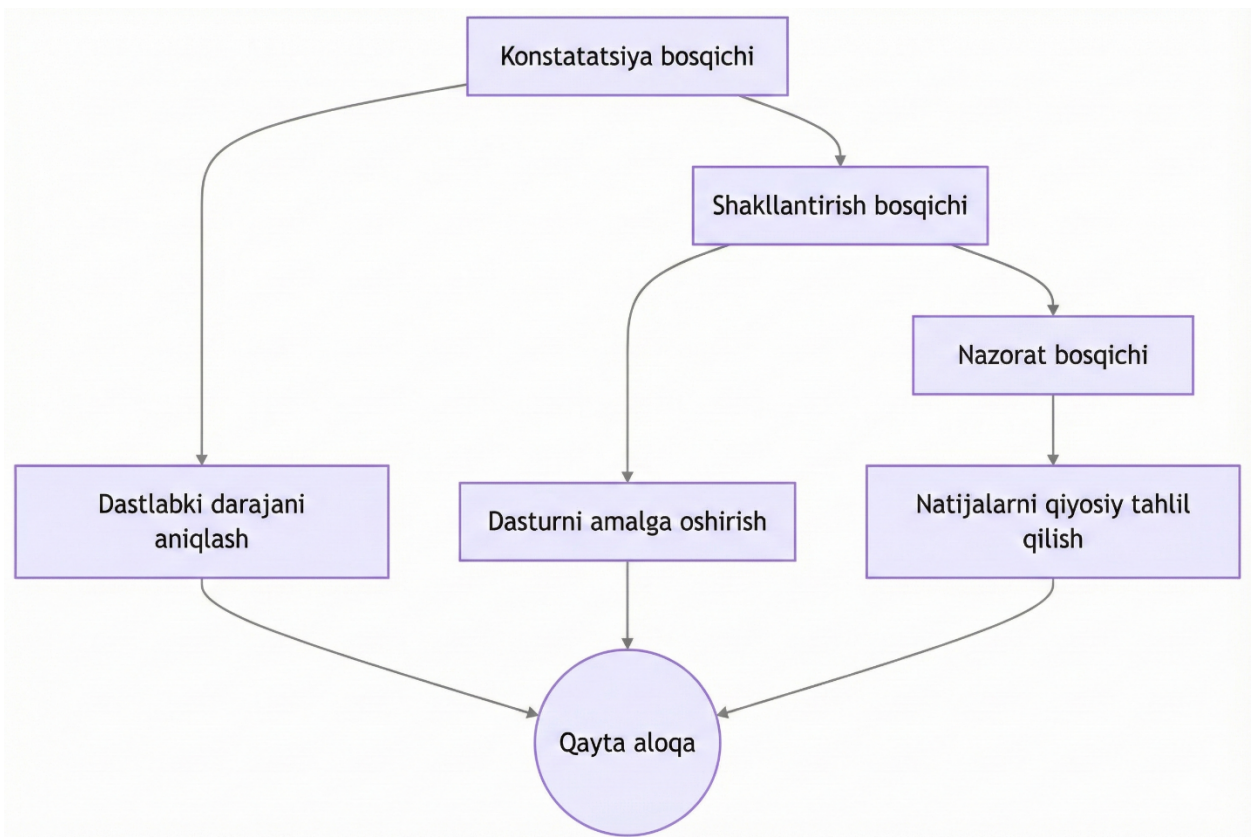 Konstatatsiya bosqichi
Shakllantirish bosqichi
Nazorat bosqichi
Dastlabki darajani
aniqlash
Dasturni amalga oshirish
Natijalarni qiyosiy tahlil
qilish
Qayta aloqa